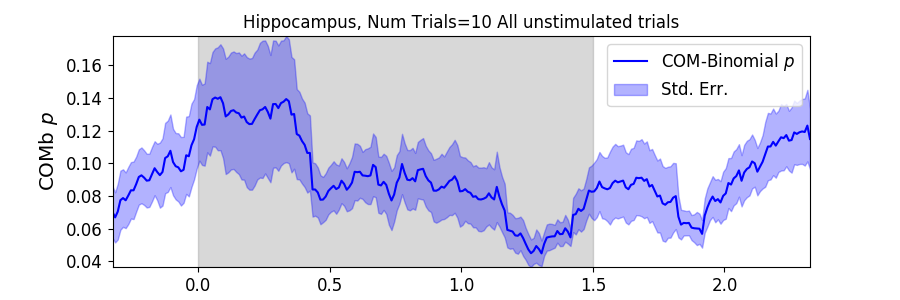 Hippocampus, Num Trials=10 All unstimulated trials
COMb p
0.16
0.14
0.12
0.10
0.08
0.06
0.04
COM-Binomial p
Std. Err.
0.0 0.5 1.0 1.5 2.0